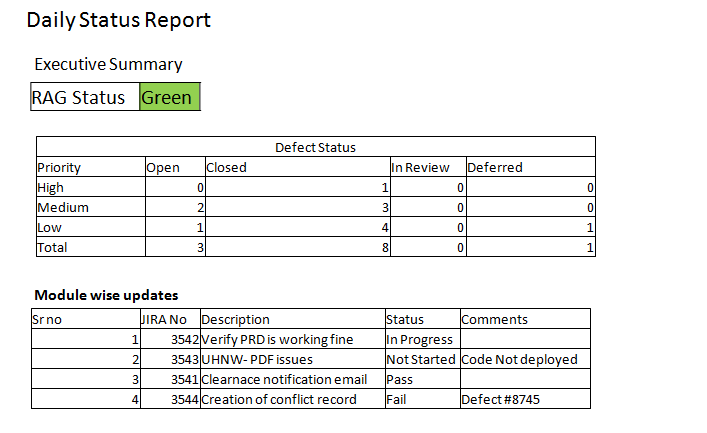 Daily Status Report
Executive Summary
RAG Status Green
Defect Status
Priority Open Closed In Review Deferred
High 0 1 0 0
Medium 2 3 0 0
Low 1 4 0 1
Total 3 8 0 1
Module wise updates
Sr no JIRA No Description Status Comments
1 3542 Verify PRD is working fine In Progress
2 3543 UHNW- PDF issues Not Started Code Not deployed
3 3541 Clearnace notification email Pass
4 3544 Creation of conflict record Fail Defect #8745